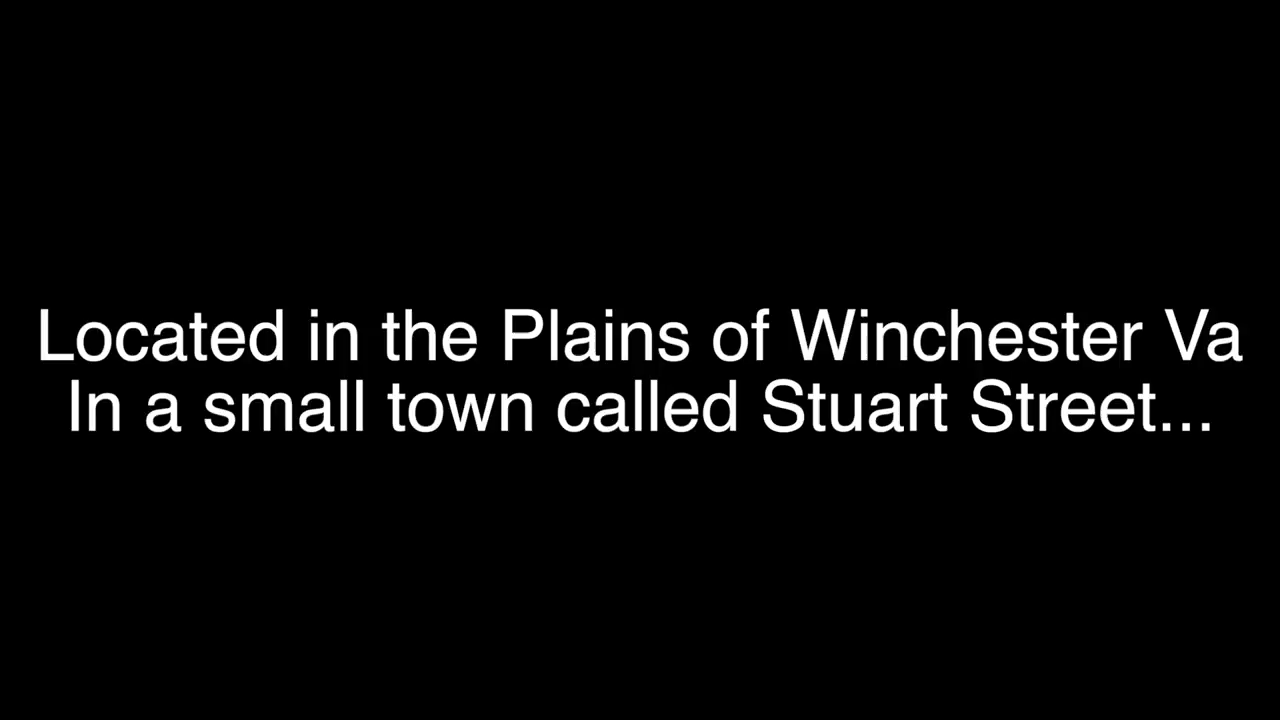 Located in the Plains of Winchester Va
In a small town called Stuart Street...